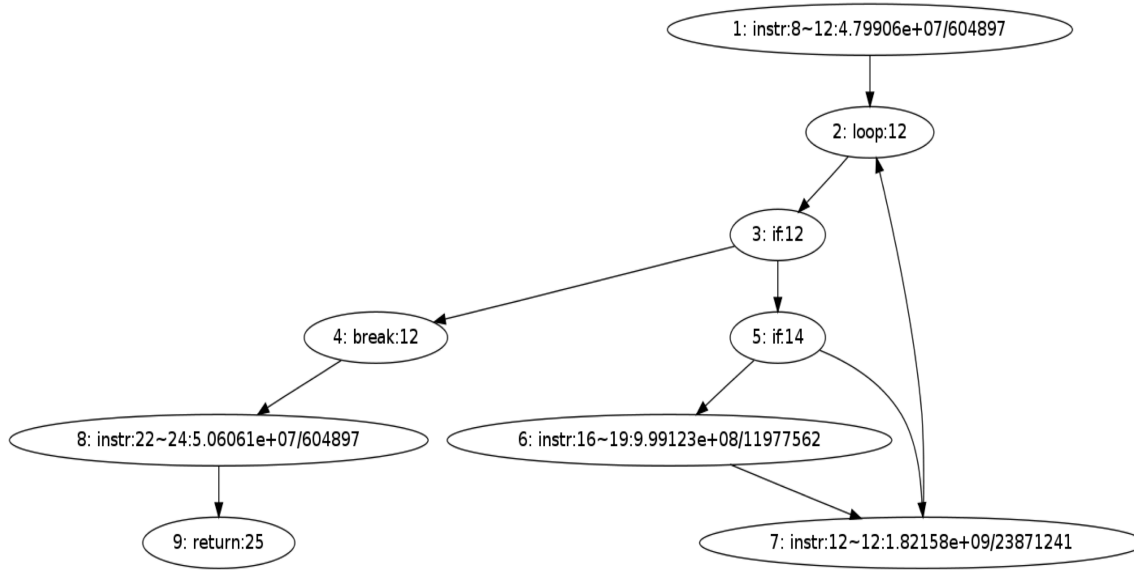 1: instr:8~12:4.79906e+07/604897
2: loop:12
3: if:12
4: break:12
5: if:14
8: instr:22~24:5.06061e+07/604897
6: instr:16~19:9.99123e+08/11977562
9: return:25
7: instr:12~12:1.82158e+09/23871241